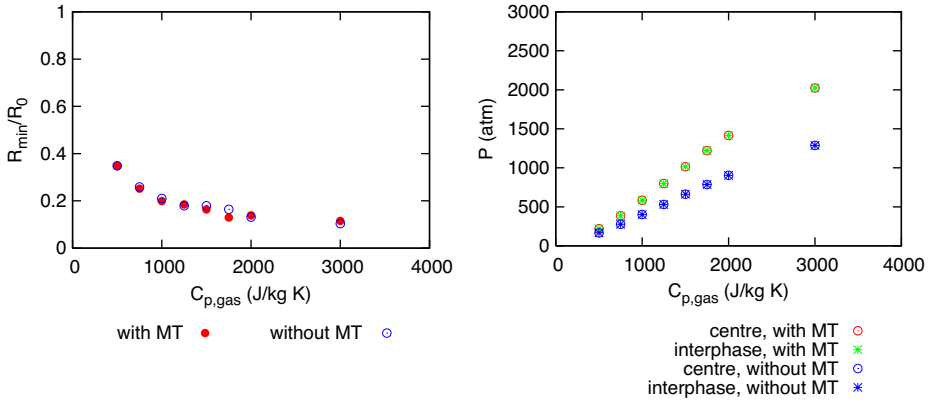 1
0.8
0.6
0.4
0.2
0
0 1000 2000 3000 4000
R_min/R_0
C_p,gas (J/kg K)
with MT
without MT
3000
2500
2000
1500
1000
500
0
0 1000 2000 3000 4000
P (atm)
C_p,gas (J/kg K)
centre, with MT
interphase, with MT
centre, without MT
interphase, without MT